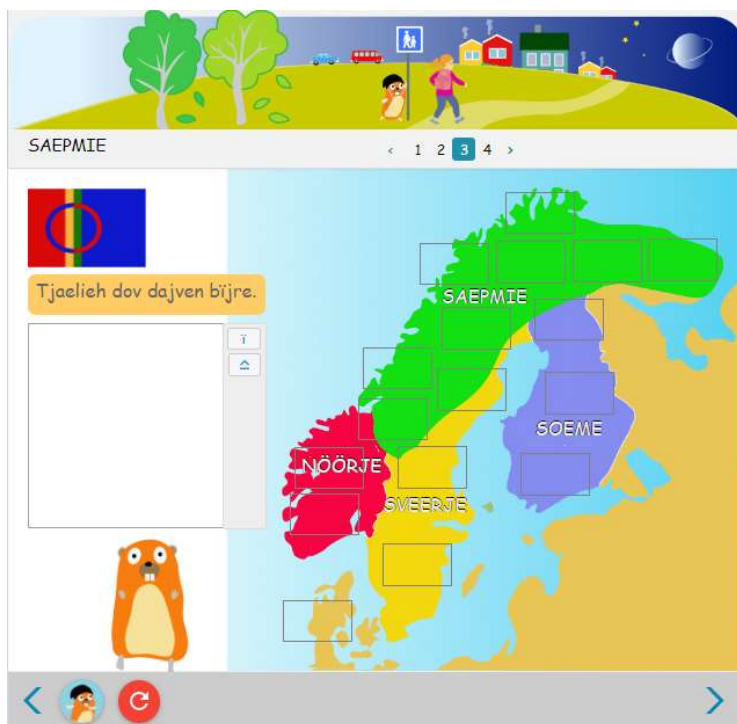 SAEPMIE
‹ 1 2 3 4 ›
Tjaelieh dov dajven bïjre.
ï
SAEPMIE
SOEME
NÖÖRJE
SVEERJE